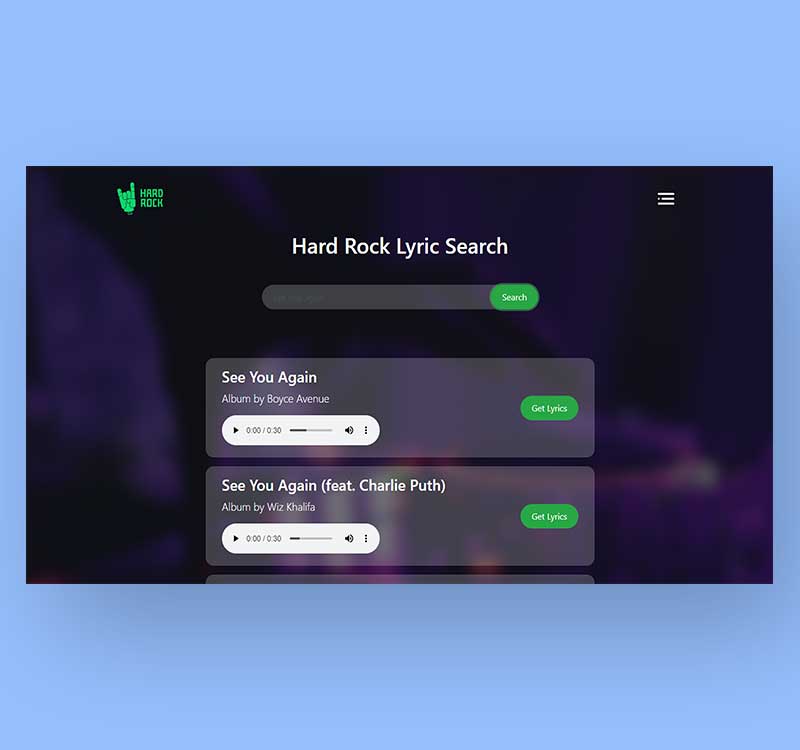 HARD
ROCK
Hard Rock Lyric Search
Search
See You Again
Album by Boyce Avenue
0:00 / 0:30
Get Lyrics
See You Again (feat. Charlie Puth)
Album by Wiz Khalifa
0:00 / 0:30
Get Lyrics